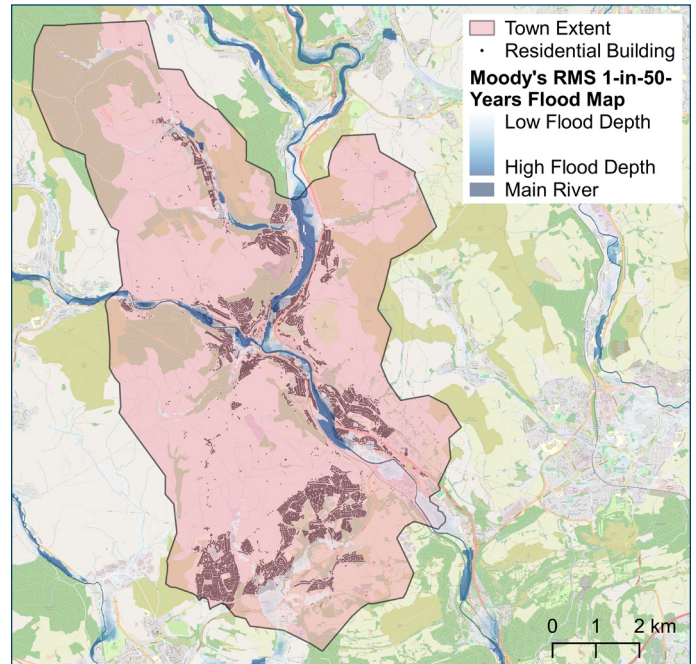 Town Extent
Residential Building
Moody's RMS 1-in-50-
Years Flood Map
Low Flood Depth
High Flood Depth
Main River
0 1 2 km